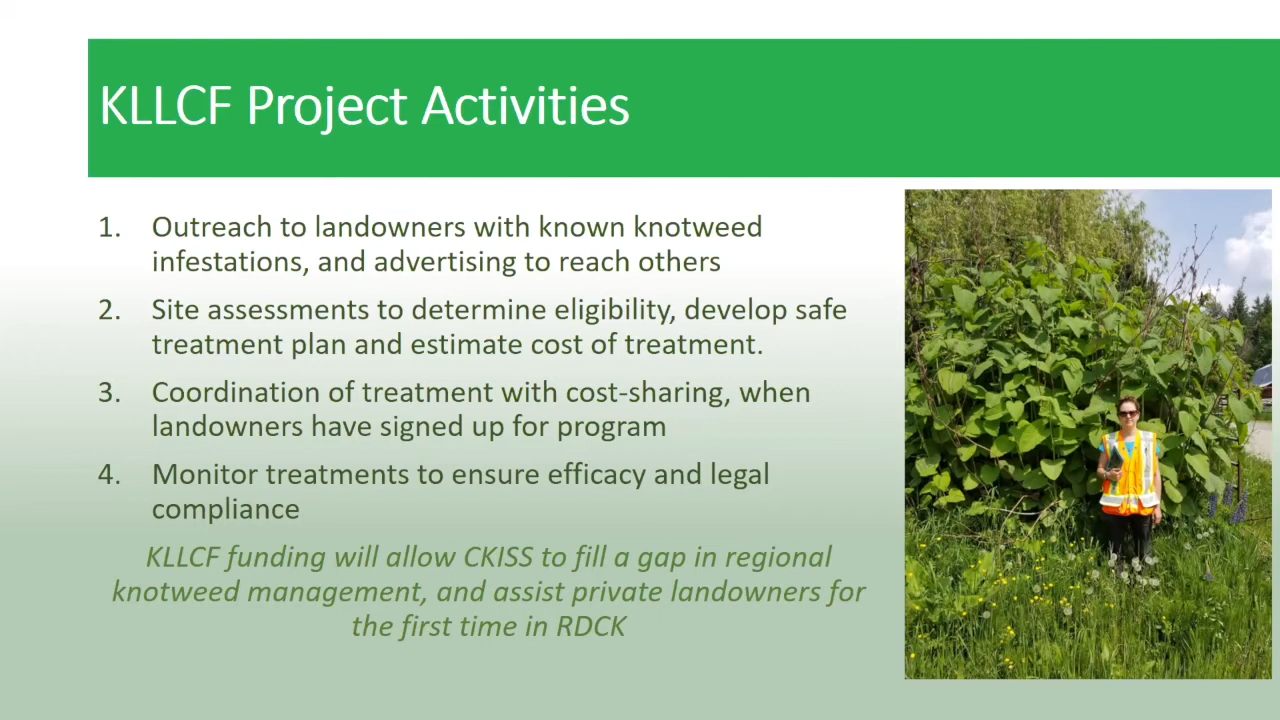 KLLCF Project Activities
1. Outreach to landowners with known knotweed
infestations, and advertising to reach others
2. Site assessments to determine eligibility, develop safe
treatment plan and estimate cost of treatment.
3. Coordination of treatment with cost-sharing, when
landowners have signed up for program
4. Monitor treatments to ensure efficacy and legal
compliance
KLLCF funding will allow CKISS to fill a gap in regional
knotweed management, and assist private landowners for
the first time in RDCK